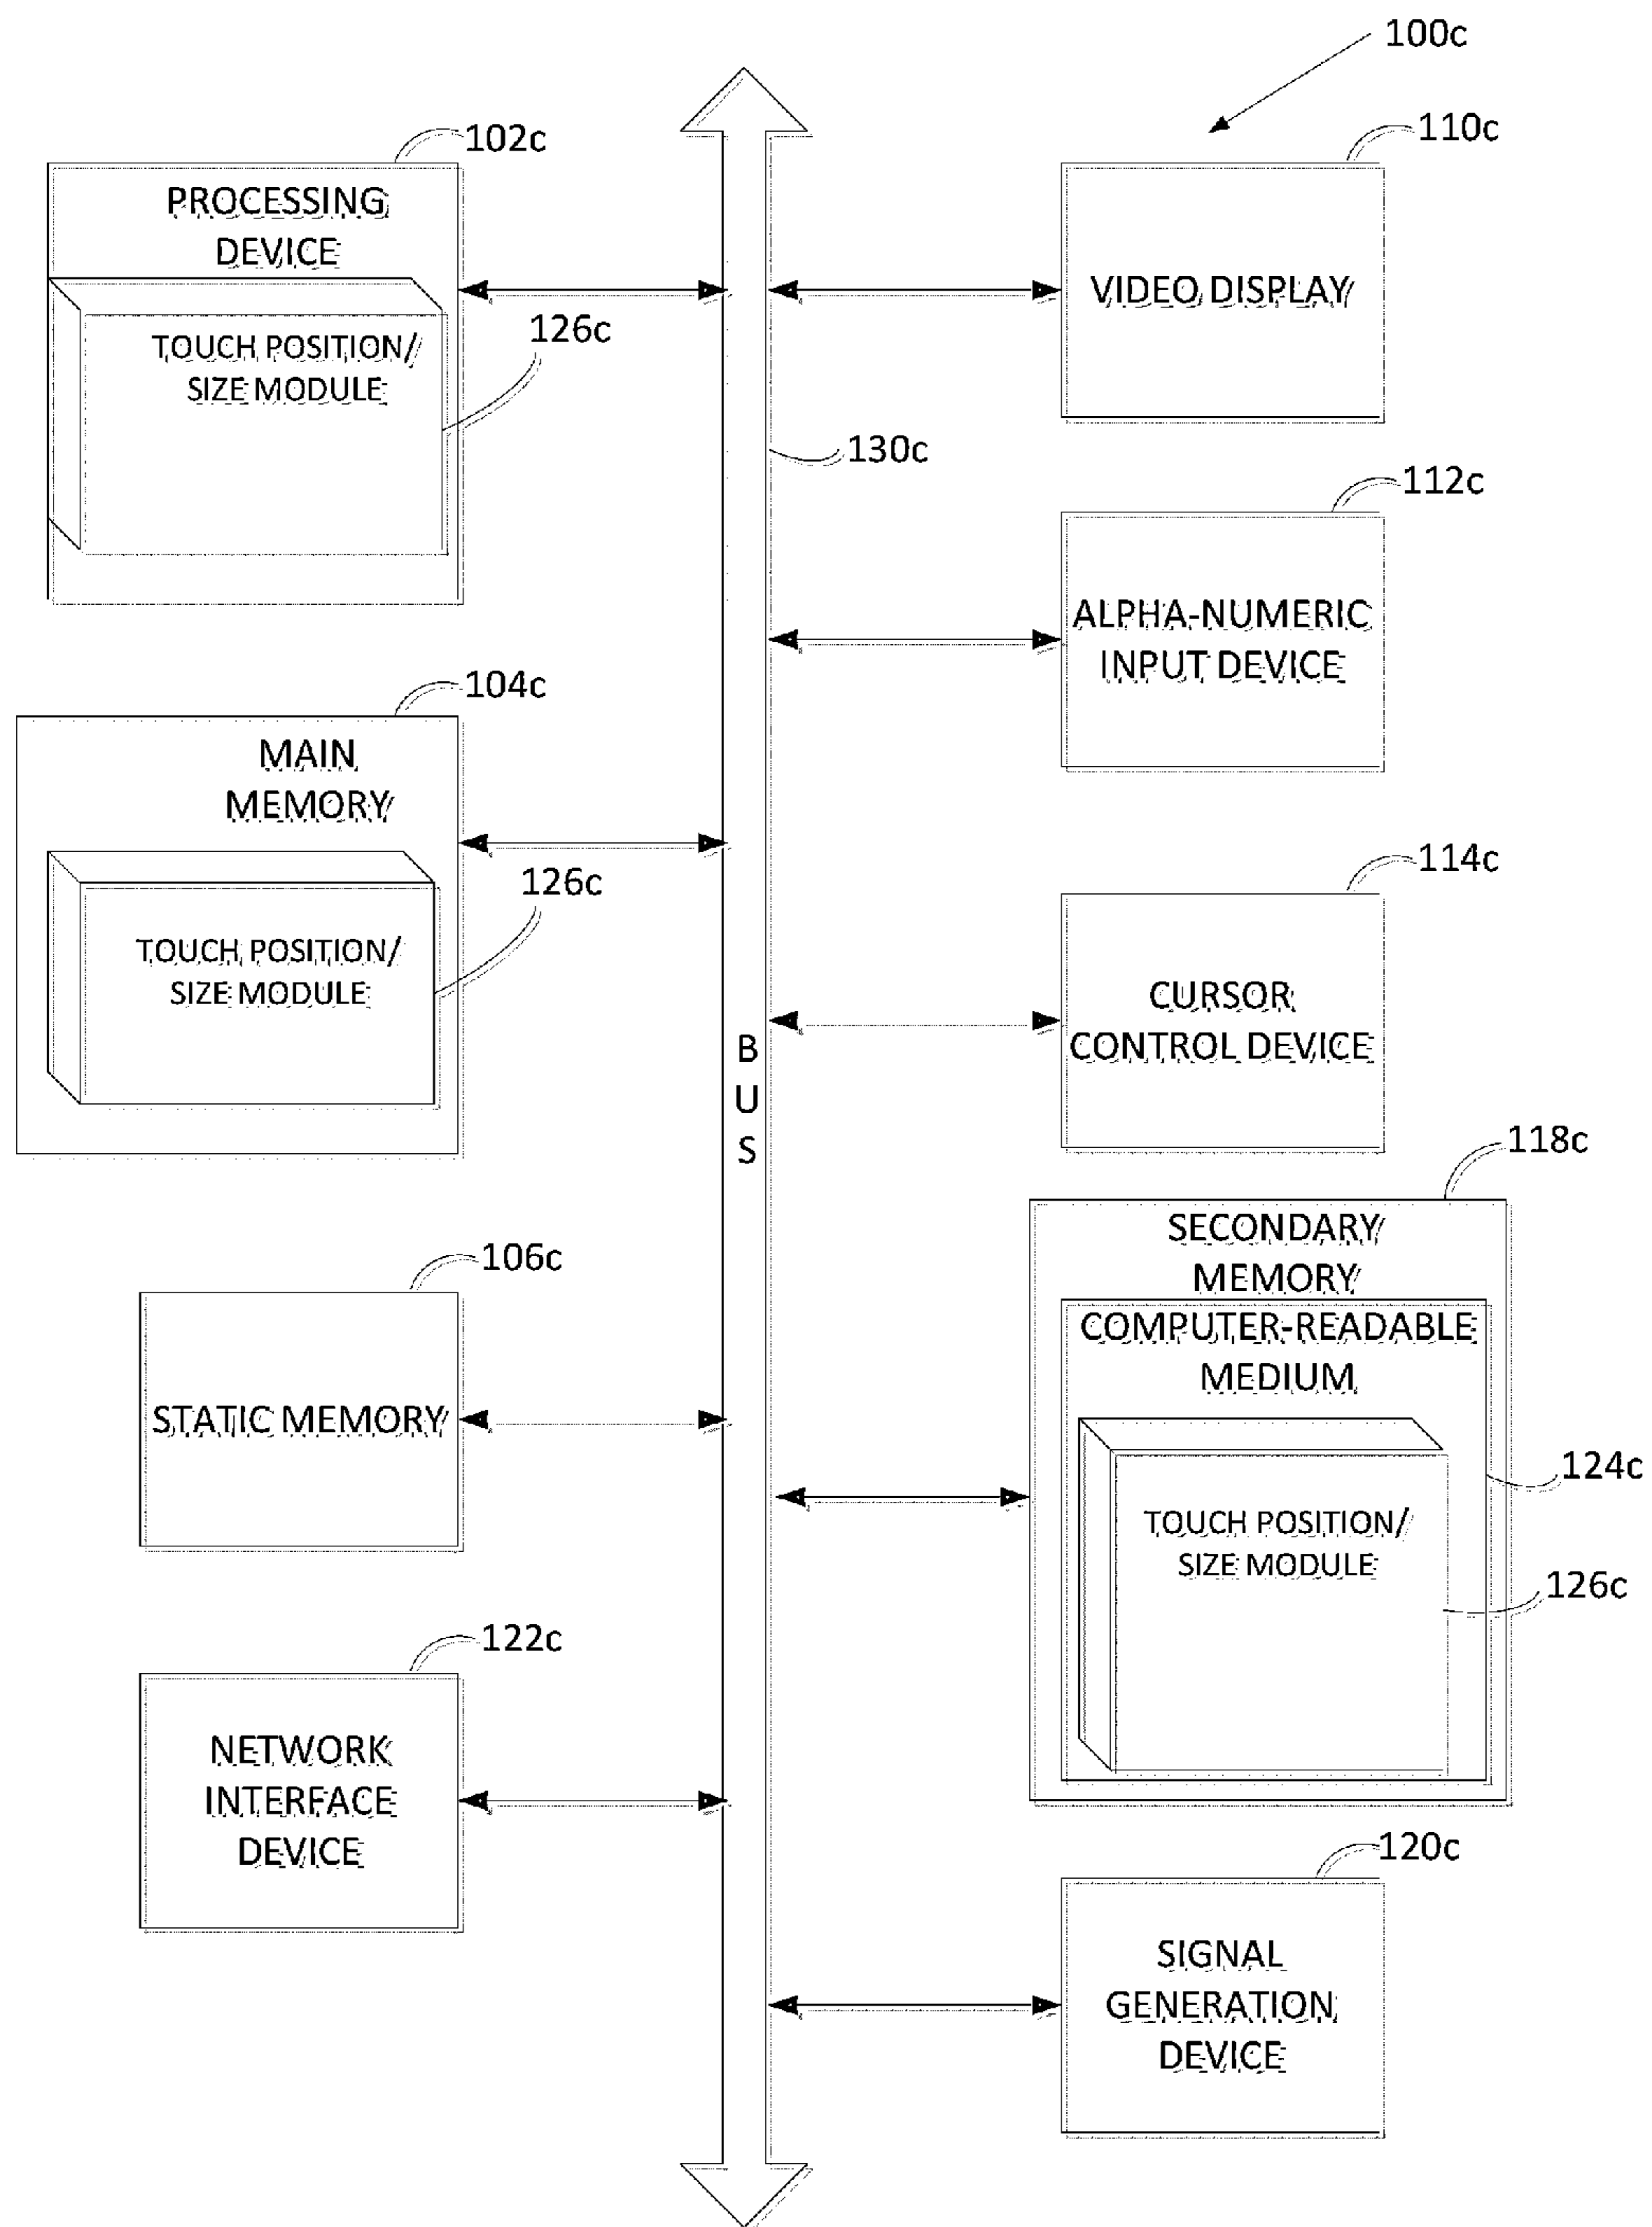 100c
102c
PROCESSING
DEVICE
TOUCH POSITION/
SIZE MODULE
126c
104c
MAIN
MEMORY
TOUCH POSITION/
SIZE MODULE
126c
106c
STATIC MEMORY
122c
NETWORK
INTERFACE
DEVICE
130c
B
U
S
110c
VIDEO DISPLAY
112c
ALPHA-NUMERIC
INPUT DEVICE
114c
CURSOR
CONTROL DEVICE
118c
SECONDARY
MEMORY
COMPUTER-READABLE
MEDIUM
124c
TOUCH POSITION/
SIZE MODULE
126c
120c
SIGNAL
GENERATION
DEVICE